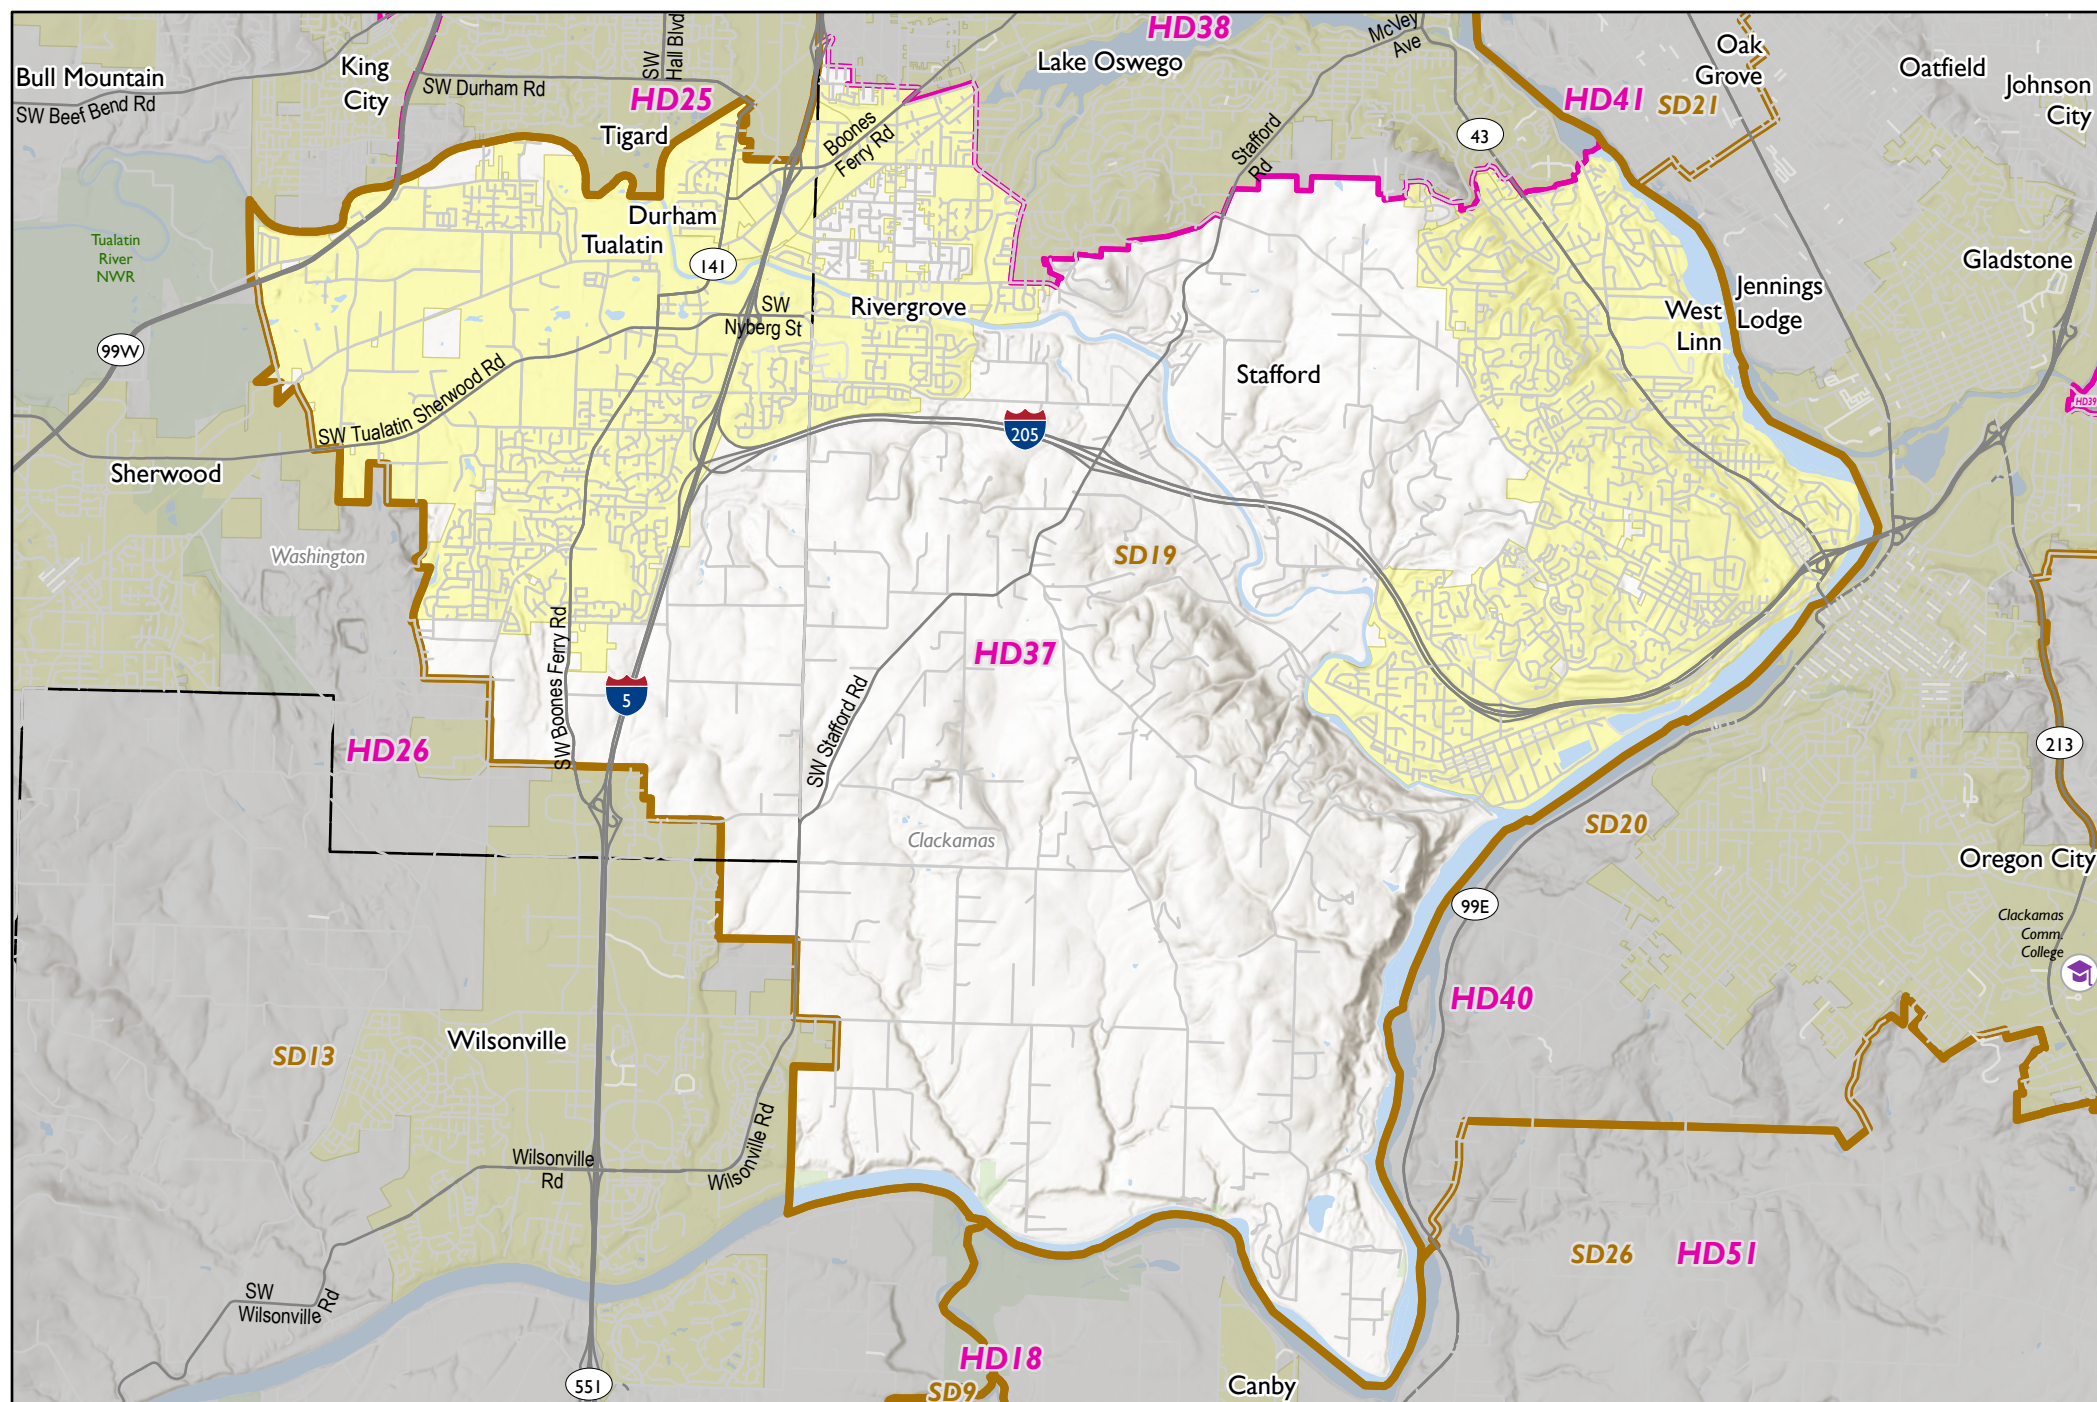 HD38
McVey
Ave
Lake Oswego
Oak
Grove
Oatfield
Johnson
City
Bull Mountain
King
City
SW
Hall Blvd
SW Durham Rd
SW Beef Bend Rd
HD25
Tigard
HD41
SD21
43
Boones
Ferry Rd
Stafford
Rd
Durham
Tualatin
141
Tualatin
River
NWR
Gladstone
Jennings
Lodge
West
Linn
SW
Nyberg St
Rivergrove
99W
Stafford
HD39
SW Tualatin Sherwood Rd
205
Sherwood
Washington
SD19
HD37
SW Boones Ferry Rd
5
SW Stafford Rd
HD26
213
Clackamas
SD20
Oregon City
99E
Clackamas
Comm.
College
HD40
Wilsonville
SD13
Wilsonville
Rd
Wilsonville Rd
SD26
HD51
SW
Wilsonville Rd
HD18
SD9
Canby
551